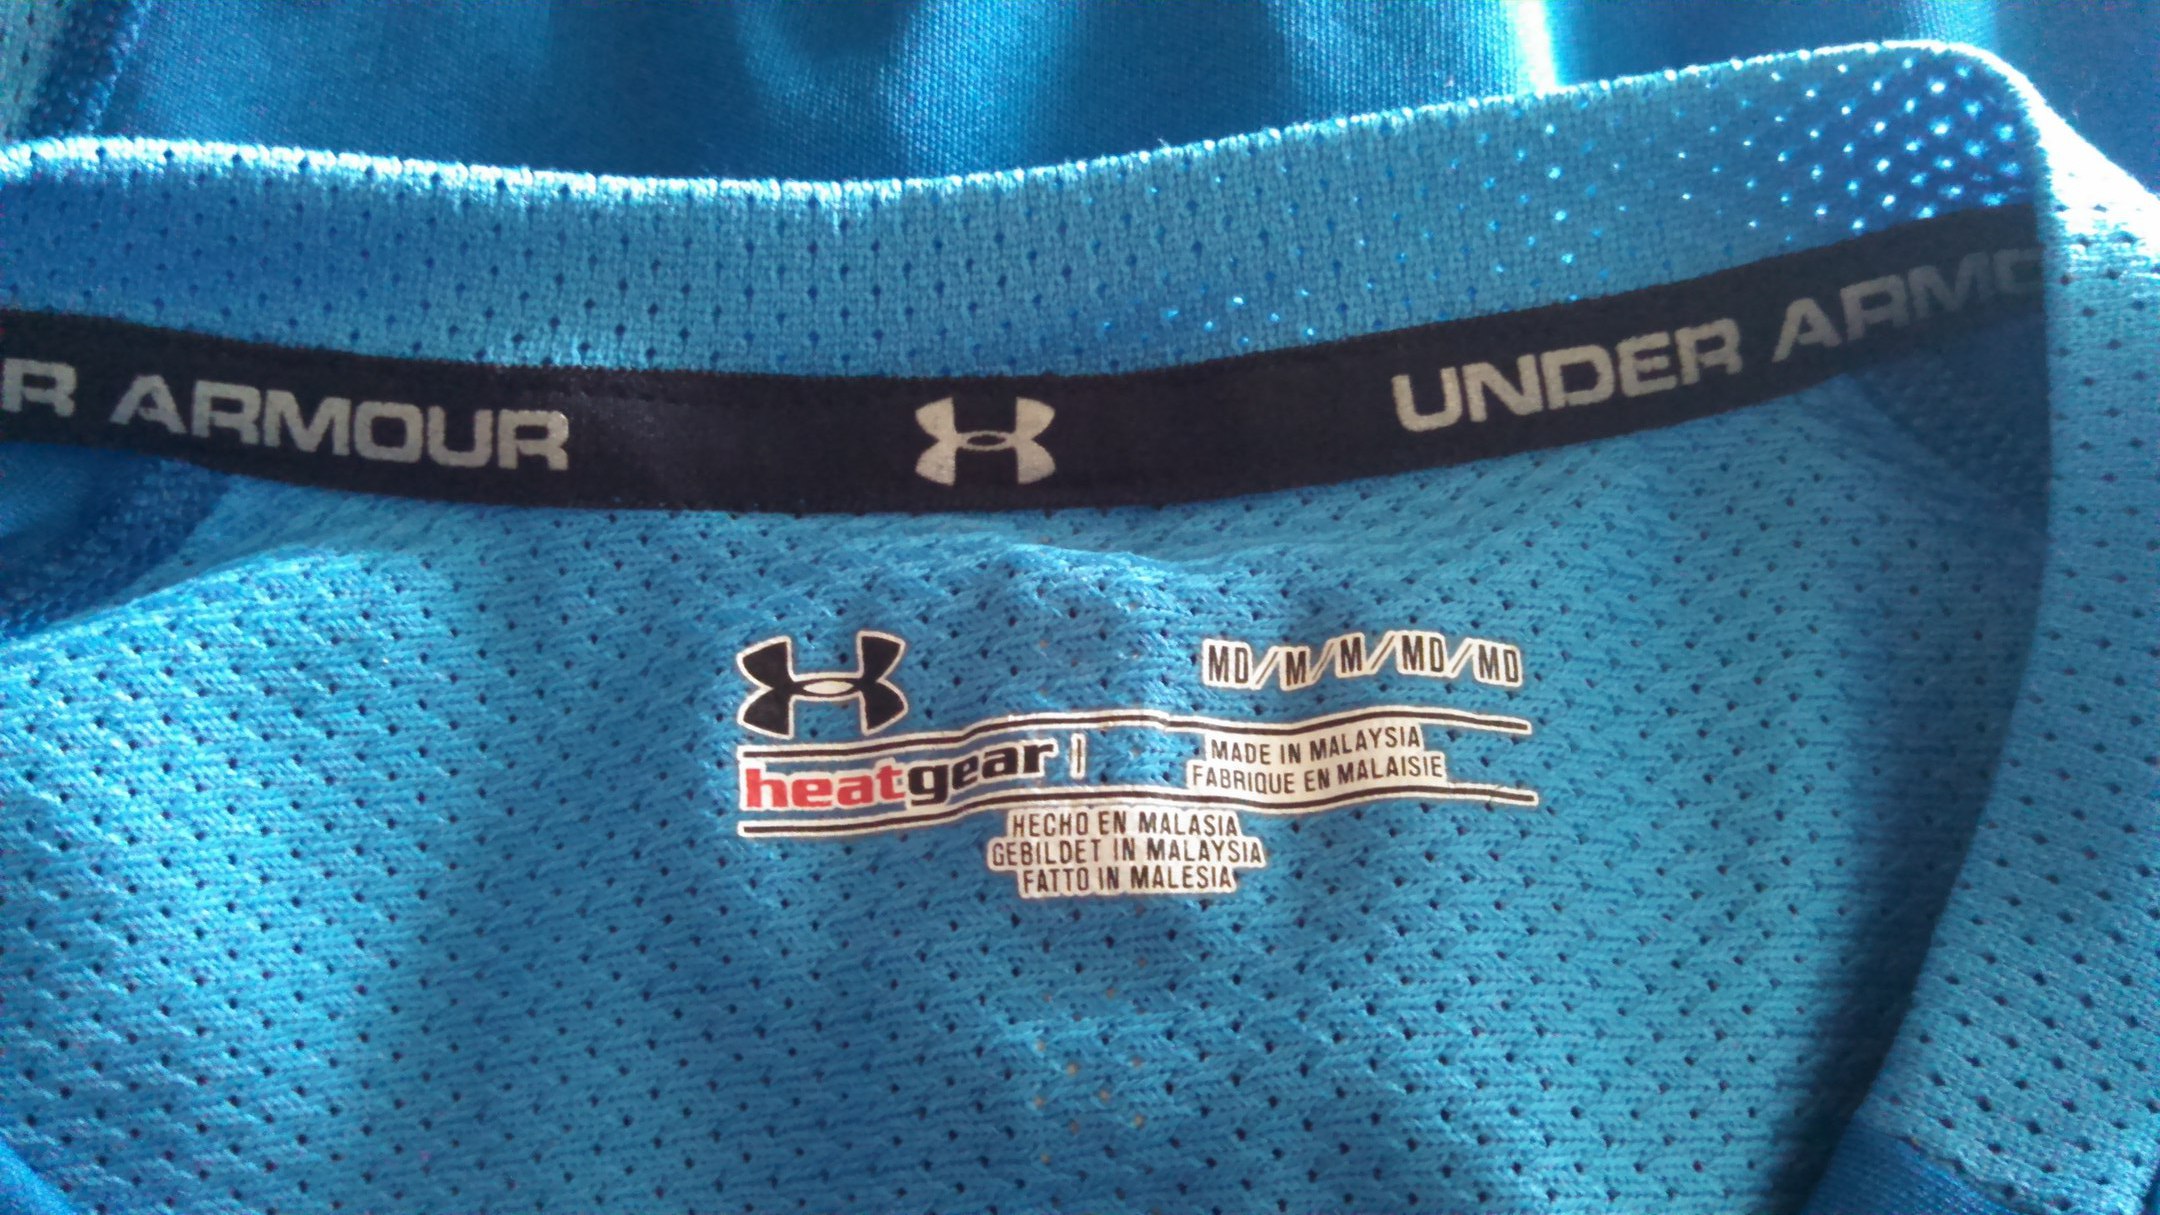 R ARMOUR
UNDER ARMO
MD/M/M/MD/MD
heatgear
MADE IN MALAYSIA
FABRIQUE EN MALAISIE
HECHO EN MALASIA
GEBILDET IN MALAYSIA
FATTO IN MALESIA